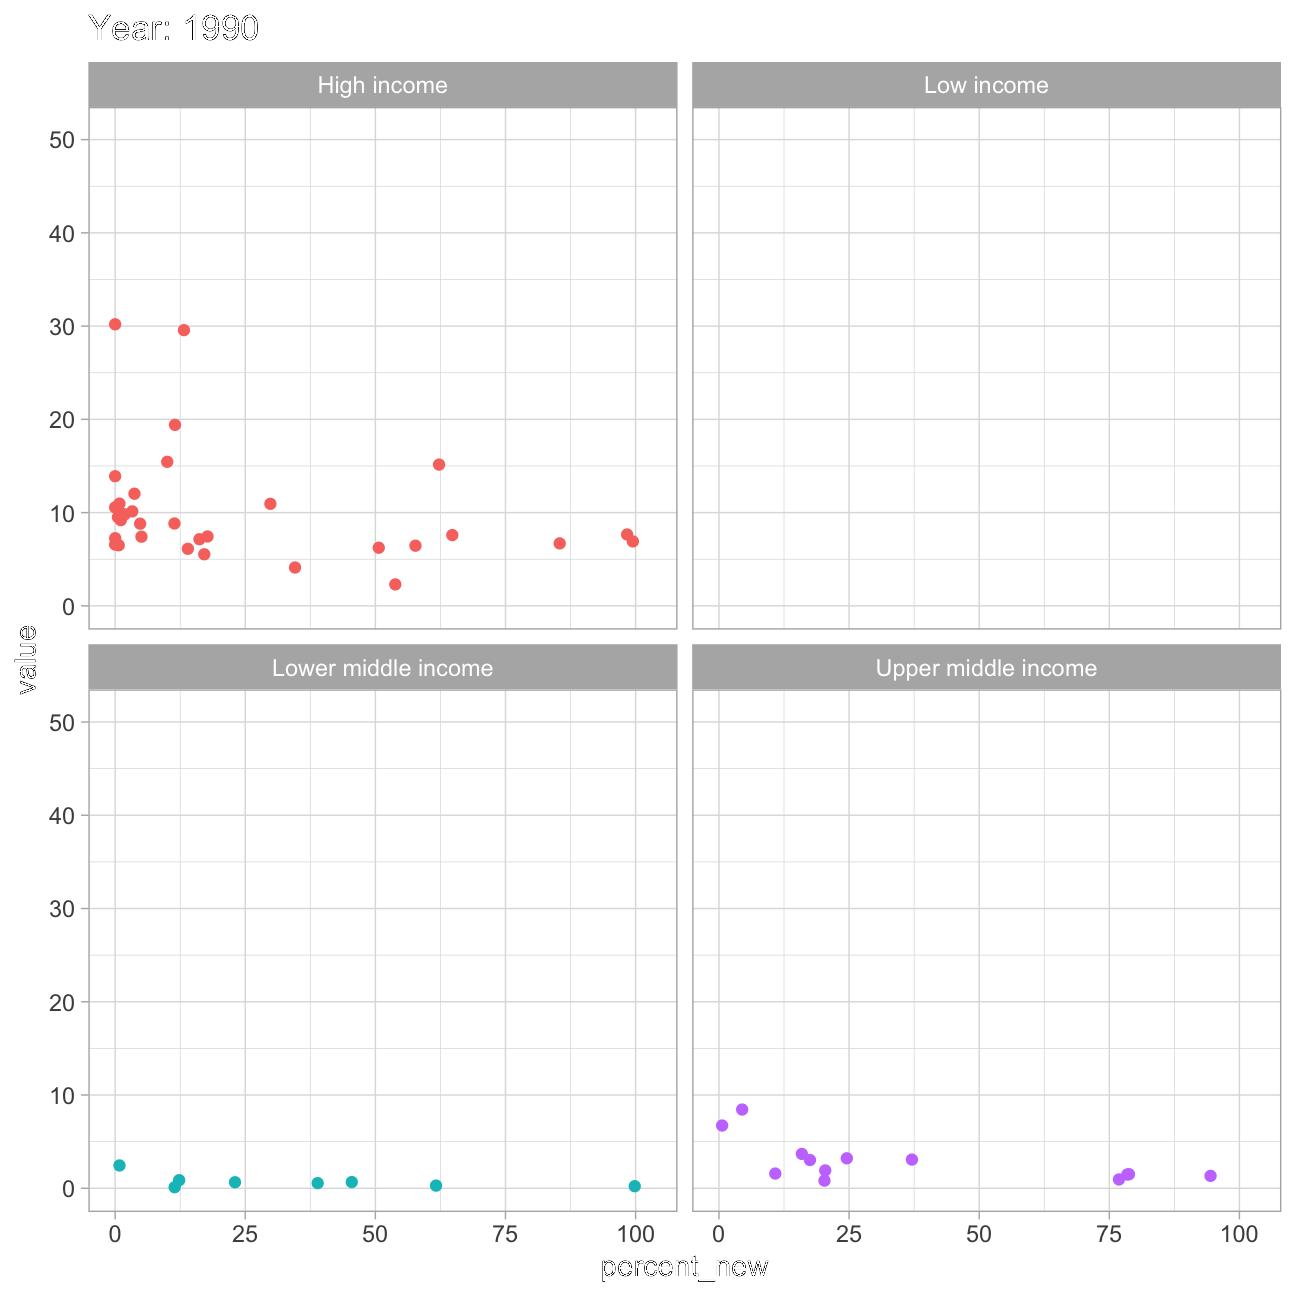 Year: 1990
High income
Low income
50
40
30
20
10
0
value
Lower middle income
Upper middle income
50
40
30
20
10
0
0 25 50 75 100 0 25 50 75 100
percent_new